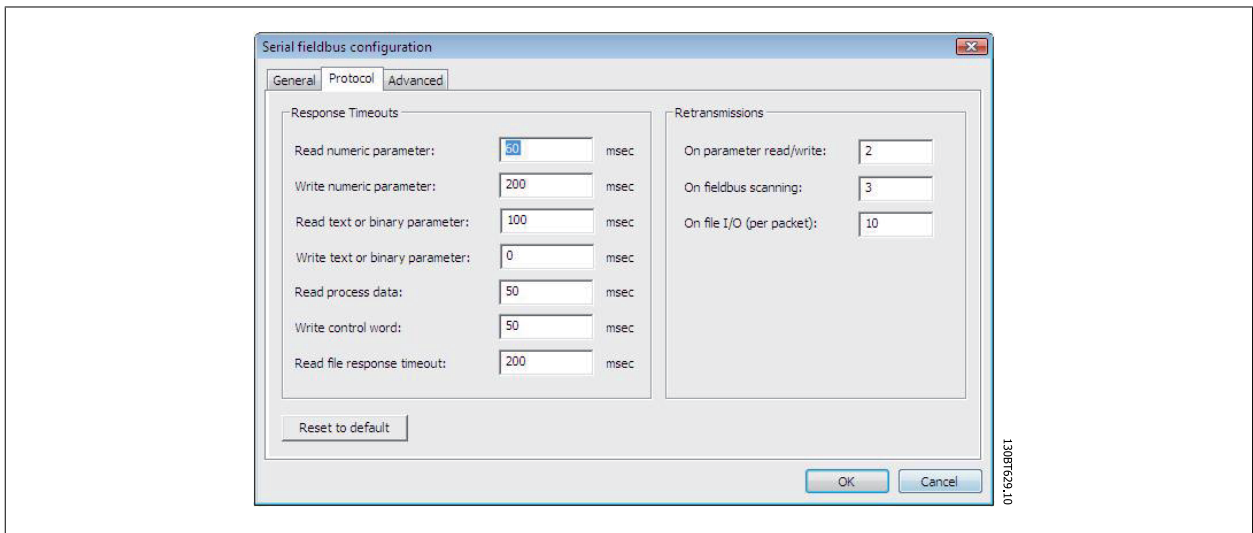 Serial fieldbus configuration
General Protocol Advanced
Response Timeouts
Read numeric parameter: 60 msec
Write numeric parameter: 200 msec
Read text or binary parameter: 100 msec
Write text or binary parameter: 0 msec
Read process data: 50 msec
Write control word: 50 msec
Read file response timeout: 200 msec
Retransmissions
On parameter read/write: 2
On fieldbus scanning: 3
On file I/O (per packet): 10
Reset to default
OK Cancel
130BT629.10